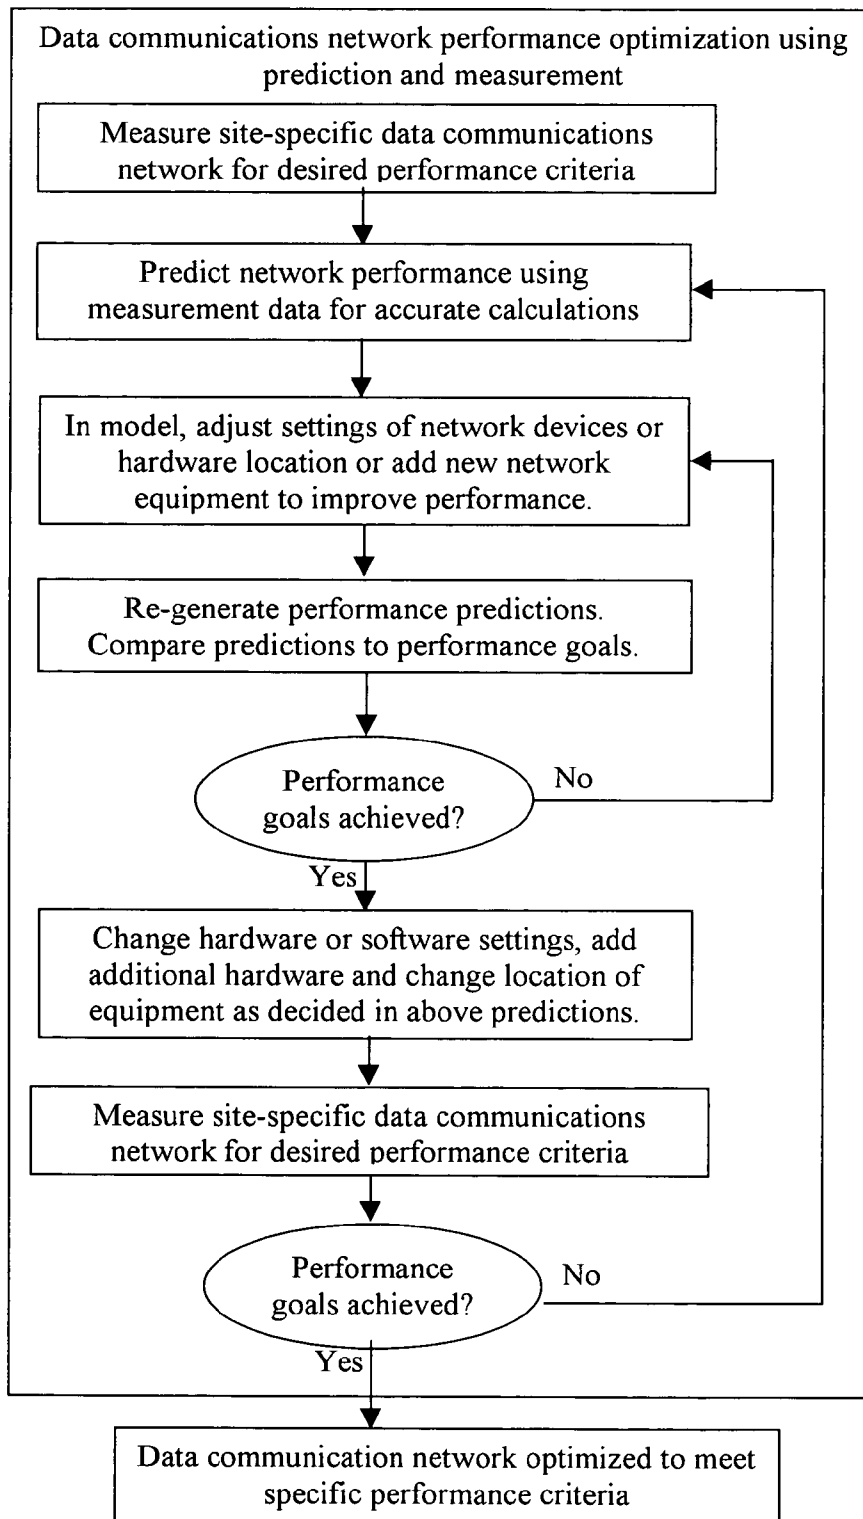 Data communications network performance optimization using
prediction and measurement
Measure site-specific data communications
network for desired performance criteria
Predict network performance using
measurement data for accurate calculations
In model, adjust settings of network devices or
hardware location or add new network
equipment to improve performance.
Re-generate performance predictions.
Compare predictions to performance goals.
Performance
goals achieved?
No
Yes
Change hardware or software settings, add
additional hardware and change location of
equipment as decided in above predictions.
Measure site-specific data communications
network for desired performance criteria
Performance
goals achieved?
No
Yes
Data communication network optimized to meet
specific performance criteria